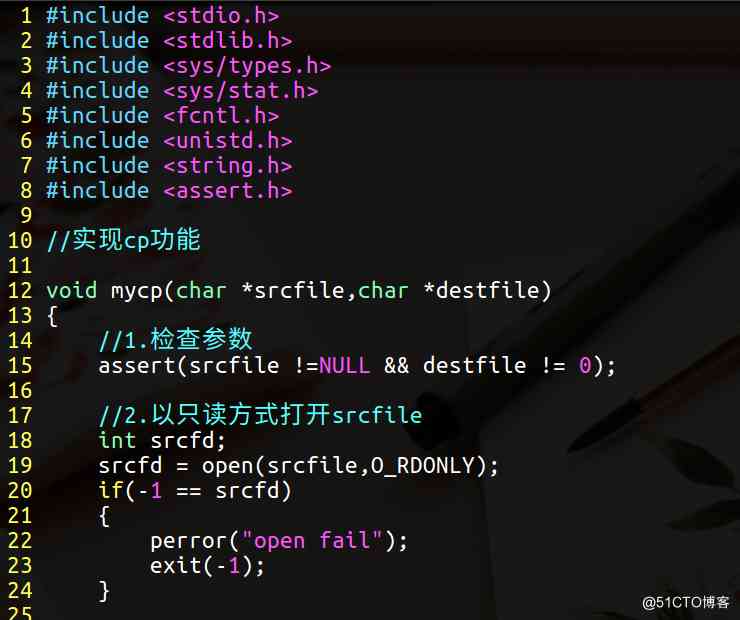 1 #include <stdio.h>
2 #include <stdlib.h>
3 #include <sys/types.h>
4 #include <sys/stat.h>
5 #include <fcntl.h>
6 #include <unistd.h>
7 #include <string.h>
8 #include <assert.h>
9
10 //实现cp功能
11
12 void mycp(char *srcfile,char *destfile)
13 {
14     //1.检查参数
15     assert(srcfile !=NULL && destfile != 0);
16
17     //2.以只读方式打开srcfile
18     int srcfd;
19     srcfd = open(srcfile,O_RDONLY);
20     if(-1 == srcfd)
21     {
22         perror("open fail");
23         exit(-1);
24     }
25
@51CTO博客